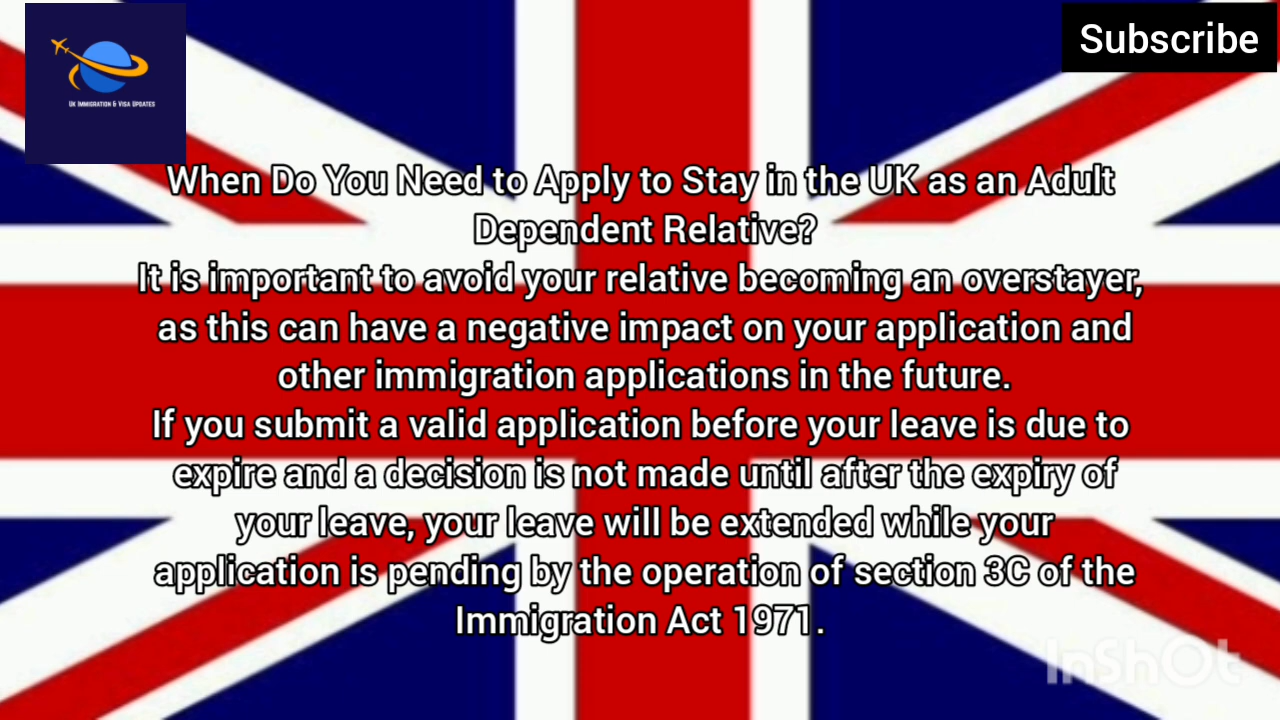 Subscribe
UK Immigration & Visa Updates
When Do You Need to Apply to Stay in the UK as an Adult
Dependent Relative?
It is important to avoid your relative becoming an overstayer,
as this can have a negative impact on your application and
other immigration applications in the future.
If you submit a valid application before your leave is due to
expire and a decision is not made until after the expiry of
your leave, your leave will be extended while your
application is pending by the operation of section 3C of the
Immigration Act 1971.
InShOt